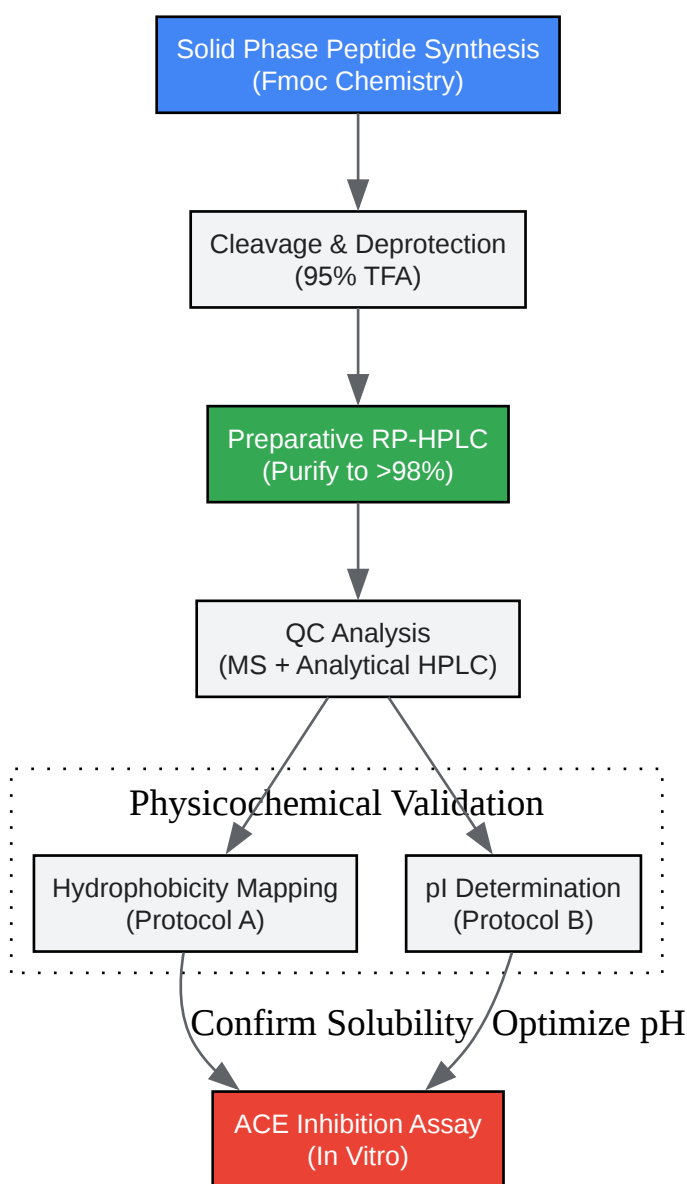 Solid Phase Peptide Synthesis
(Fmoc Chemistry)
Cleavage & Deprotection
(95% TFA)
Preparative RP-HPLC
(Purify to >98%)
QC Analysis
(MS + Analytical HPLC)
Physicochemical Validation
Hydrophobicity Mapping
(Protocol A)
pI Determination
(Protocol B)
Confirm Solubility
Optimize pH
ACE Inhibition Assay
(In Vitro)